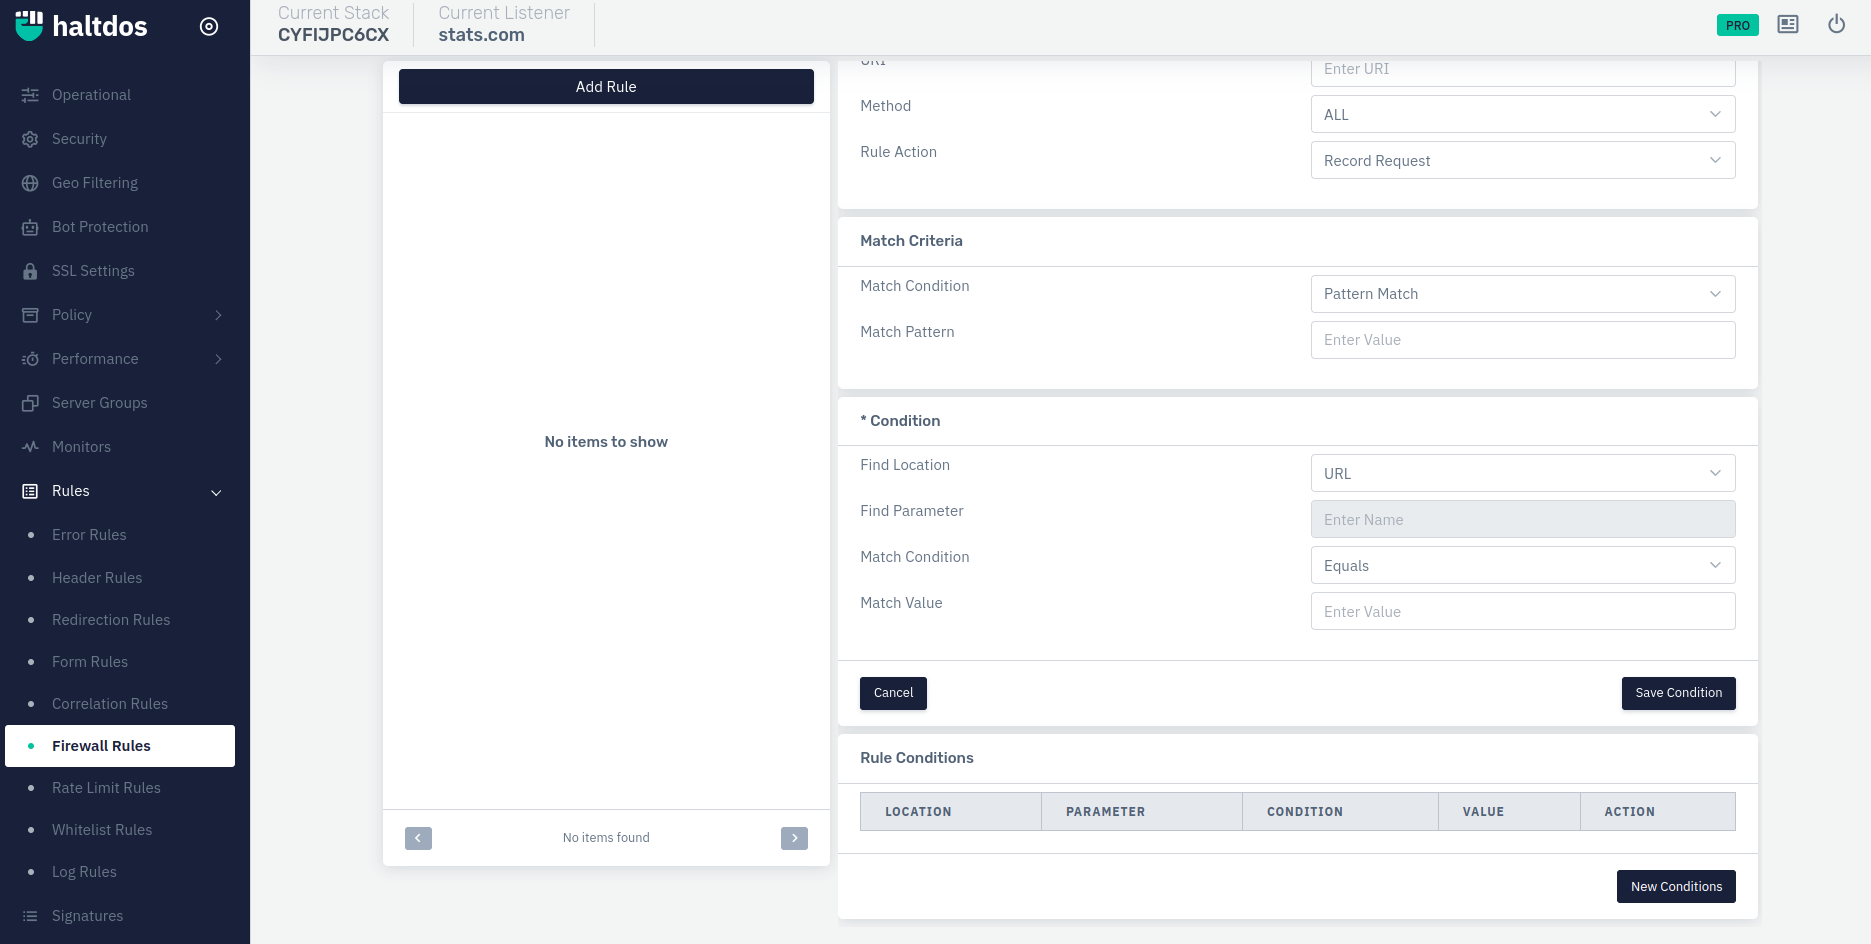 haltdos
Current Stack
CYFIJPC6CX
Current Listener
stats.com
PRO
Operational
Security
Geo Filtering
Bot Protection
SSL Settings
Policy
Performance
Server Groups
Monitors
Rules
Error Rules
Header Rules
Redirection Rules
Form Rules
Correlation Rules
Firewall Rules
Rate Limit Rules
Whitelist Rules
Log Rules
Signatures
Add Rule
No items to show
No items found
URI
Enter URI
Method
ALL
Rule Action
Record Request
Match Criteria
Match Condition
Pattern Match
Match Pattern
Enter Value
* Condition
Find Location
URL
Find Parameter
Enter Name
Match Condition
Equals
Match Value
Enter Value
Cancel
Save Condition
Rule Conditions
LOCATION PARAMETER CONDITION VALUE ACTION
New Conditions